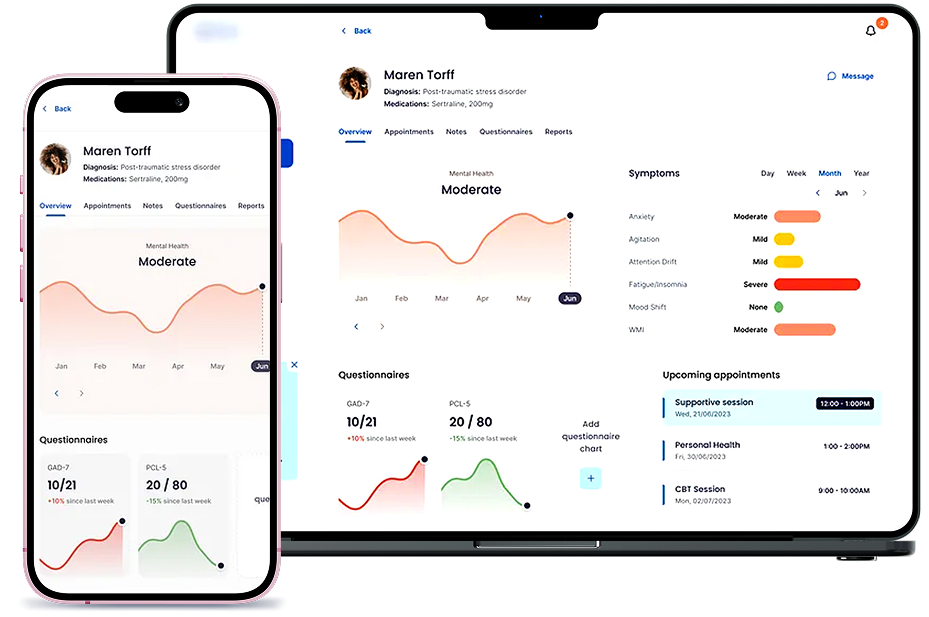 Back
Maren Torff
Diagnosis: Post-traumatic stress disorder
Medications: Sertraline, 200mg
Overview Appointments Notes Questionnaires Reports
Mental Health
Moderate
Jan Feb Mar Apr May Jun
Questionnaires
GAD-7
10/21
+10% since last week
PCL-5
20 / 80
-15% since last week
que
Back
2
Maren Torff
Diagnosis: Post-traumatic stress disorder
Medications: Sertraline, 200mg
Message
Overview Appointments Notes Questionnaires Reports
Mental Health
Moderate
Jan Feb Mar Apr May Jun
Symptoms
Day Week Month Year
Jun
Anxiety Moderate
Agitation Mild
Attention Drift Mild
Fatigue/Insomnia Severe
Mood Shift None
WMI Moderate
Questionnaires
GAD-7
10/21
+10% since last week
PCL-5
20 / 80
-15% since last week
Add
questionnaire
chart
+
Upcoming appointments
Supportive session 12:00 - 1:00PM
Wed, 21/06/2023
Personal Health 1:00 - 2:00PM
Fri, 30/06/2023
CBT Session 9:00 - 10:00AM
Mon, 02/07/2023